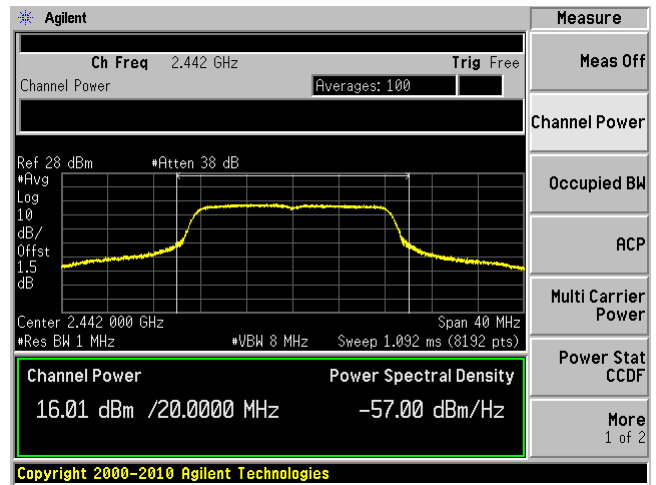 Agilent
Measure
Ch Freq 2.442 GHz Trig Free
Channel Power Averages: 100
Meas Off
Channel Power
Occupied BW
ACP
Multi Carrier
Power
Power Stat
CCDF
More
1 of 2
Ref 28 dBm #Atten 38 dB
#Avg
Log
10
dB/
Offst
1.5
dB
Center 2.442 000 GHz Span 40 MHz
#Res BW 1 MHz #VBW 8 MHz Sweep 1.092 ms (8192 pts)
Channel Power Power Spectral Density
16.01 dBm /20.0000 MHz -57.00 dBm/Hz
Copyright 2000-2010 Agilent Technologies